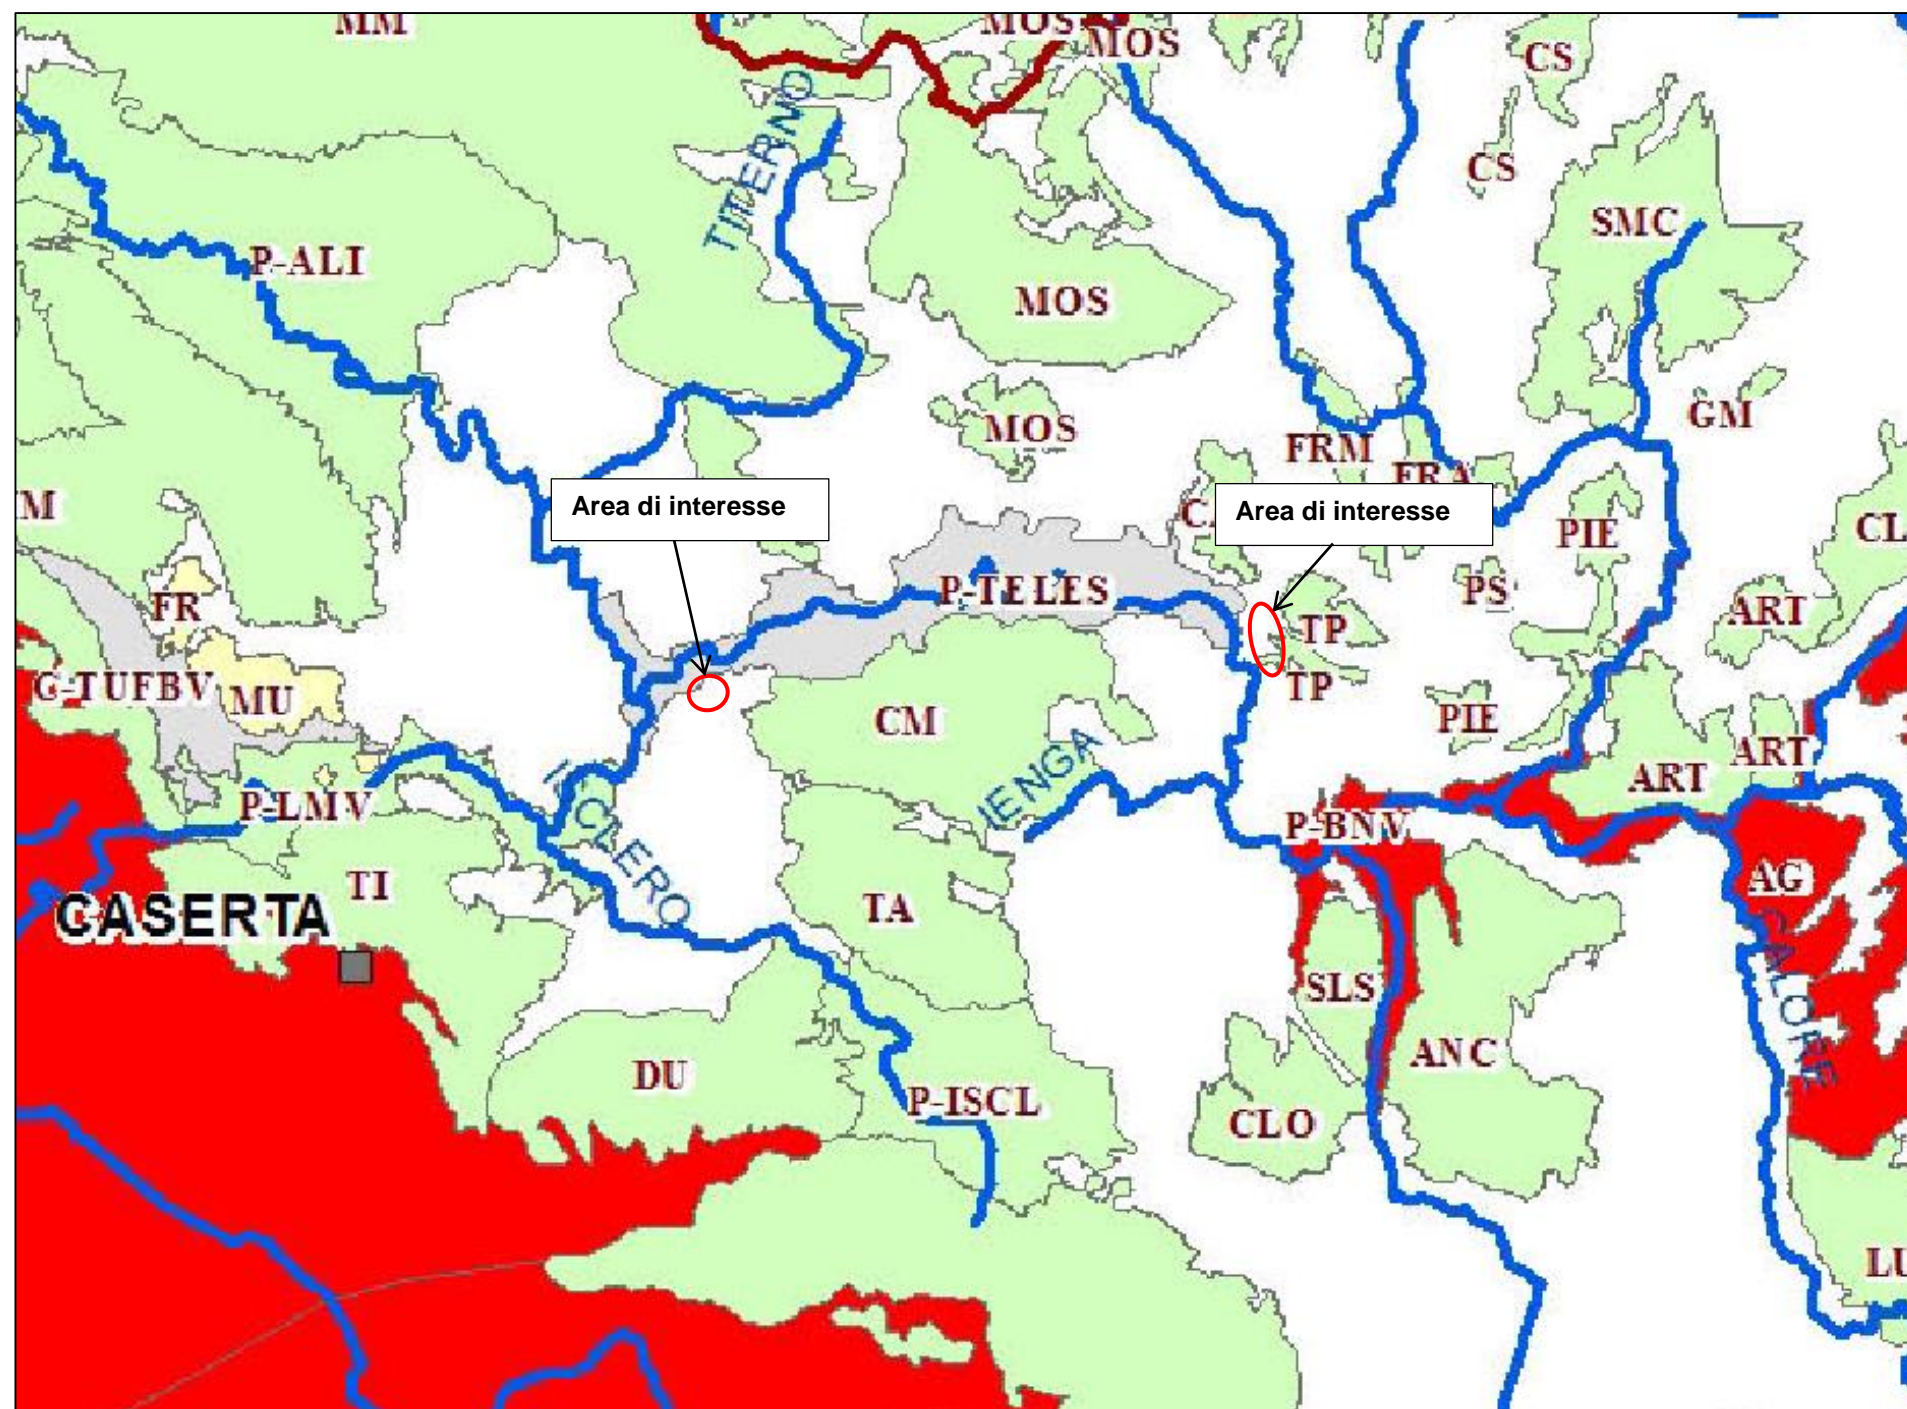 MM
MOS
MOS
CS
TITERNO
CS
SMC
P-ALI
MOS
GM
MOS
FRM
FRA
Area di interesse
Area di interesse
PIE
CL
P-TELES
PS
FR
ART
TP
TP
G-TUFBV
MU
CM
PIE
ART
ART
IENGA
P-LMV
P-BNV
ISCLERO
TI
TA
AG
CASERTA
CALORE
SLS
DU
ANC
P-ISCL
CLO
LU